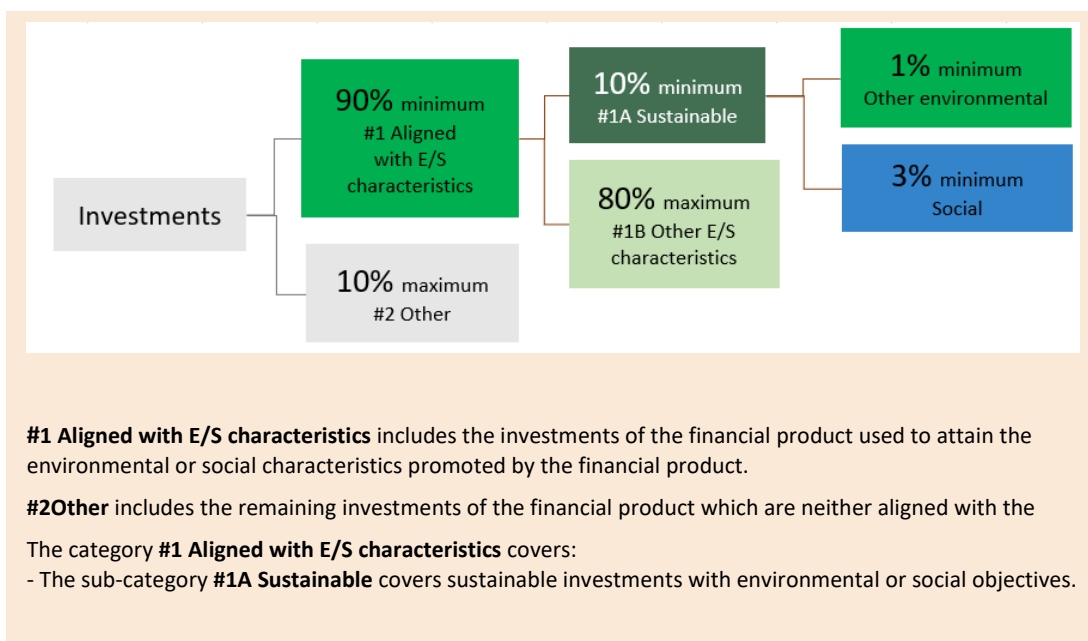 Investments
90% minimum
#1 Aligned
with E/S
characteristics
10% maximum
#2 Other
10% minimum
#1A Sustainable
80% maximum
#1B Other E/S
characteristics
1% minimum
Other environmental
3% minimum
Social
#1 Aligned with E/S characteristics includes the investments of the financial product used to attain the
environmental or social characteristics promoted by the financial product.
#2Other includes the remaining investments of the financial product which are neither aligned with the
The category #1 Aligned with E/S characteristics covers:
- The sub-category #1A Sustainable covers sustainable investments with environmental or social objectives.